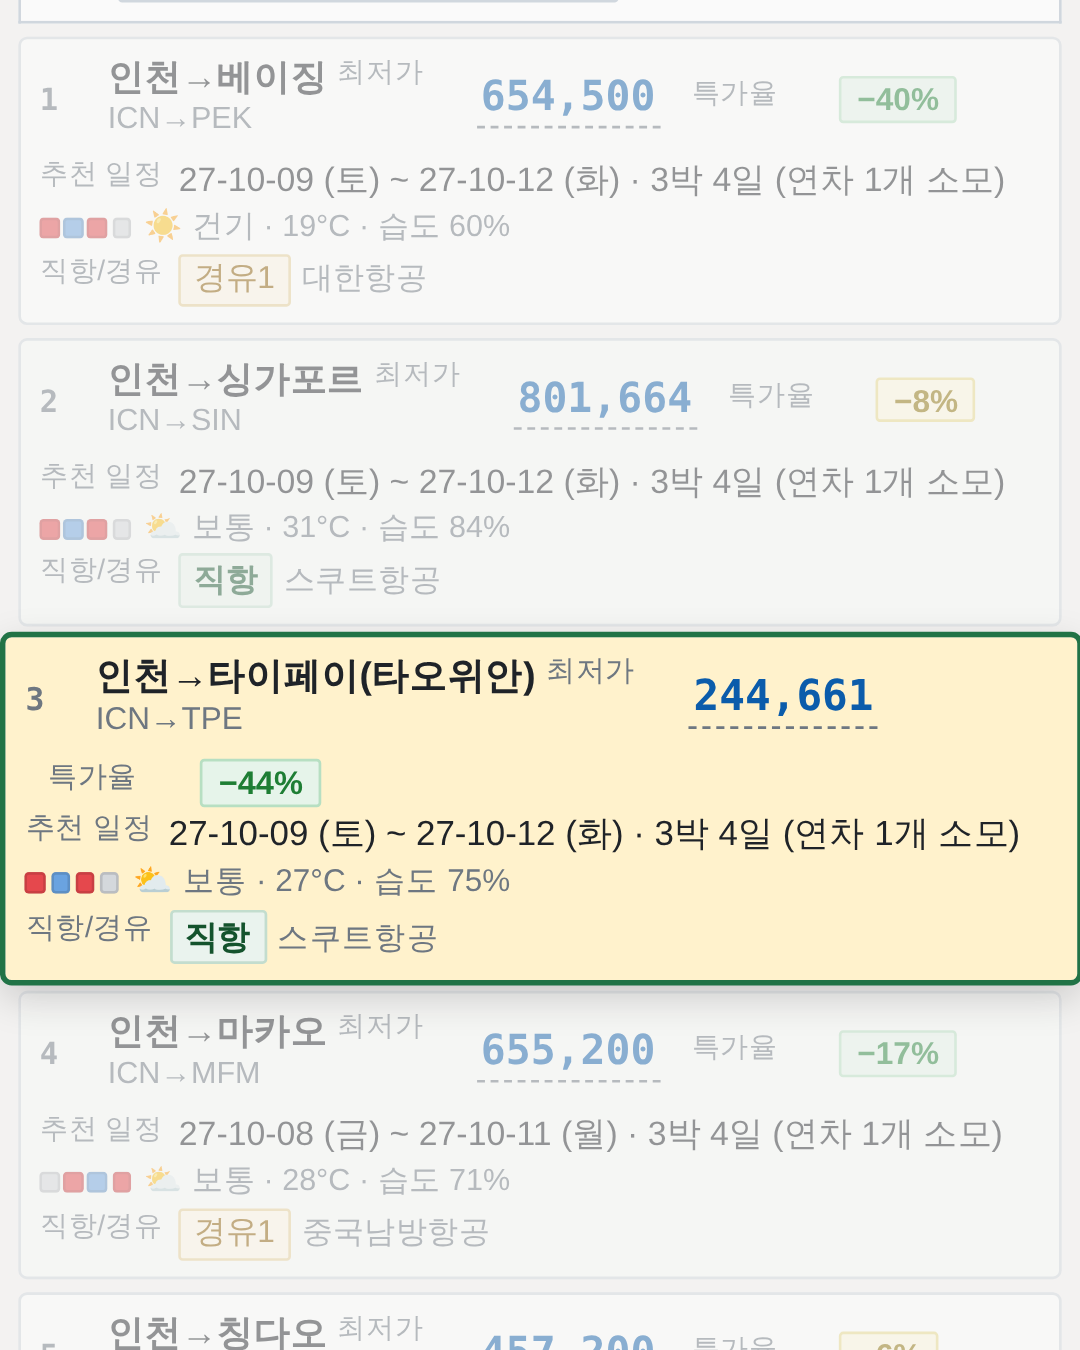 1 인천→베이징 최저가 654,500 특가율 −40%
ICN→PEK
추천 일정 27-10-09 (토) ~ 27-10-12 (화) · 3박 4일 (연차 1개 소모)
건기 · 19°C · 습도 60%
직항/경유 경유1 대한항공
2 인천→싱가포르 최저가 801,664 특가율 −8%
ICN→SIN
추천 일정 27-10-09 (토) ~ 27-10-12 (화) · 3박 4일 (연차 1개 소모)
보통 · 31°C · 습도 84%
직항/경유 직항 스쿠트항공
3 인천→타이페이(타오위안) 최저가 244,661
ICN→TPE
특가율 −44%
추천 일정 27-10-09 (토) ~ 27-10-12 (화) · 3박 4일 (연차 1개 소모)
보통 · 27°C · 습도 75%
직항/경유 직항 스쿠트항공
4 인천→마카오 최저가 655,200 특가율 −17%
ICN→MFM
추천 일정 27-10-08 (금) ~ 27-10-11 (월) · 3박 4일 (연차 1개 소모)
보통 · 28°C · 습도 71%
직항/경유 경유1 중국남방항공
5 인천→칭다오 최저가 457,200 특가율 −6%